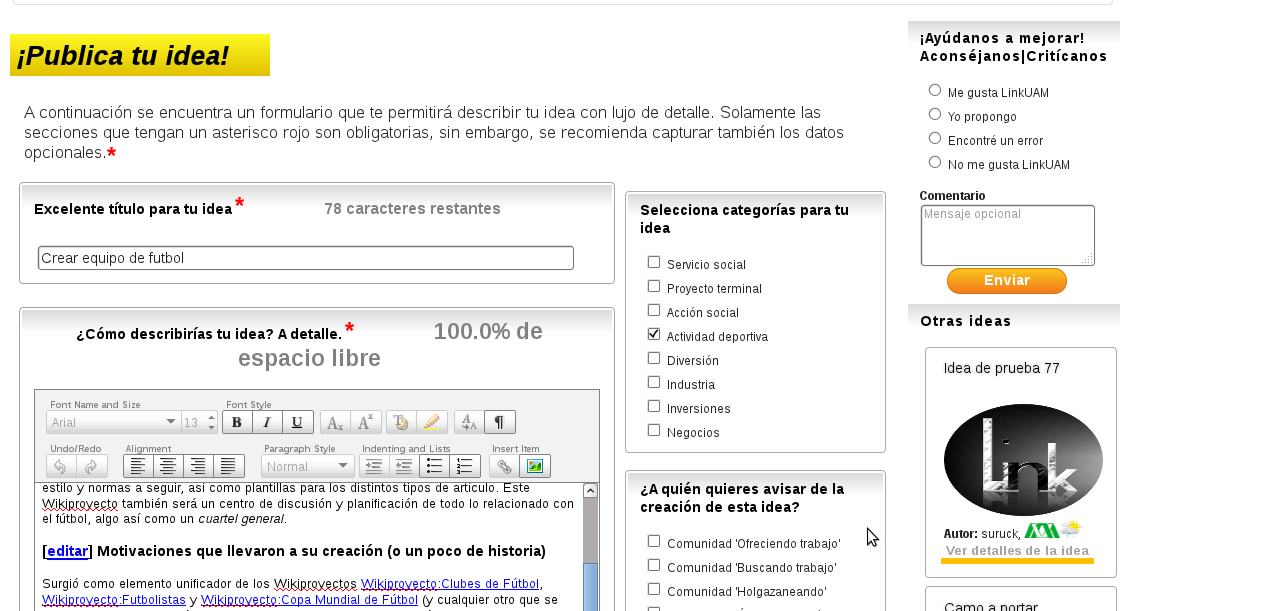 ¡Publica tu idea!
A continuación se encuentra un formulario que te permitirá describir tu idea con lujo de detalle. Solamente las
secciones que tengan un asterisco rojo son obligatorias, sin embargo, se recomienda capturar también los datos
opcionales.*
Excelente título para tu idea* 78 caracteres restantes
Crear equipo de futbol
¿Cómo describirías tu idea? A detalle.* 100.0% de
espacio libre
Font Name and Size Font Style
Arial 13 B I U Ax Ax
Undo/Redo Alignment Paragraph Style Indenting and Lists Insert Item
Normal
estilo y normas a seguir, así como plantillas para los distintos tipos de artículo. Este
Wikiproyecto también será un centro de discusión y planificación de todo lo relacionado con
el fútbol, algo así como un cuartel general.
[editar] Motivaciones que llevaron a su creación (o un poco de historia)
Surgió como elemento unificador de los Wikiproyectos Wikiproyecto:Clubes de Fútbol,
Wikiproyecto:Futbolistas y Wikiproyecto:Copa Mundial de Fútbol (y cualquier otro que se
Selecciona categorías para tu
idea
Servicio social
Proyecto terminal
Acción social
Actividad deportiva
Diversión
Industria
Inversiones
Negocios
¿A quién quieres avisar de la
creación de esta idea?
Comunidad 'Ofreciendo trabajo'
Comunidad 'Buscando trabajo'
Comunidad 'Holgazaneando'
¡Ayúdanos a mejorar!
Aconséjanos|Critícanos
Me gusta LinkUAM
Yo propongo
Encontré un error
No me gusta LinkUAM
Comentario
Mensaje opcional
Enviar
Otras ideas
Idea de prueba 77
Link
Autor: suruck,
Ver detalles de la idea
Camo a portar